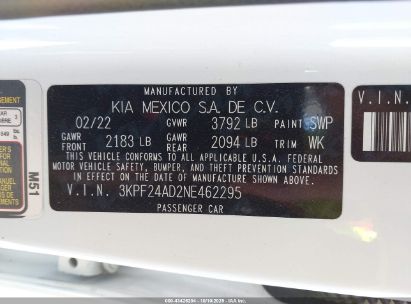 MANUFACTURED BY
KIA MEXICO S.A. DE C.V.
02/22 GVWR 3792 LB PAINT SWP
GAWR FRONT 2183 LB GAWR REAR 2094 LB TRIM WK
THIS VEHICLE CONFORMS TO ALL APPLICABLE U.S.A. FEDERAL
MOTOR VEHICLE SAFETY, BUMPER, AND THEFT PREVENTION STANDARDS
IN EFFECT ON THE DATE OF MANUFACTURE SHOWN ABOVE.
V.I.N. 3KPF24AD2NE462295
PASSENGER CAR
M51
V.I.N.